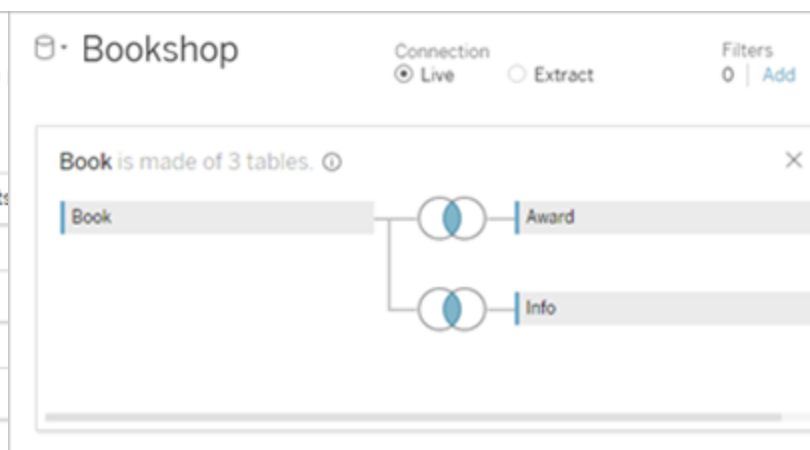 Bookshop
Connection
Live Extract
Filters
0 | Add
Book is made of 3 tables.
Book
Award
Info